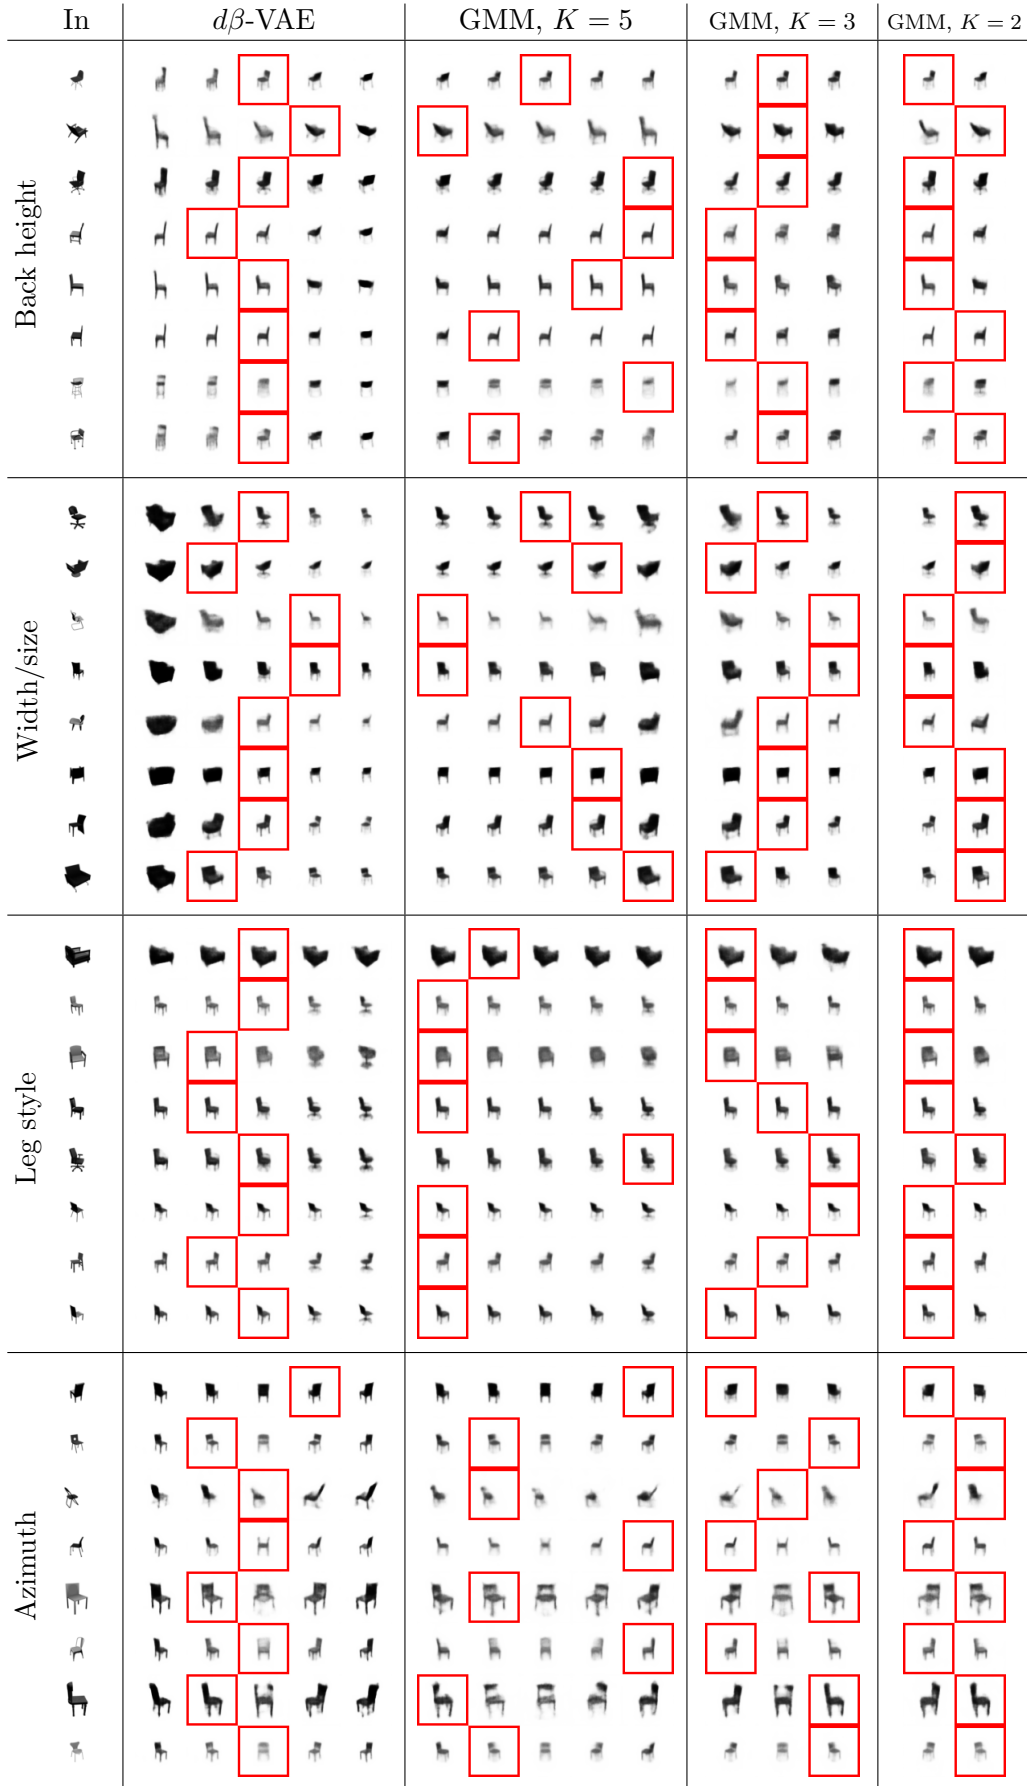 In dβ-VAE GMM, K = 5 GMM, K = 3 GMM, K = 2
Back height
Width/size
Leg style
Azimuth